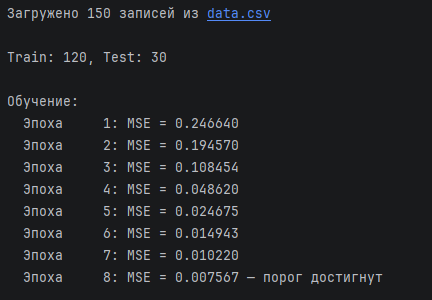 Загружено 150 записей из data.csv
Train: 120, Test: 30
Обучение:
Эпоха     1: MSE = 0.246640
Эпоха     2: MSE = 0.194570
Эпоха     3: MSE = 0.108454
Эпоха     4: MSE = 0.048620
Эпоха     5: MSE = 0.024675
Эпоха     6: MSE = 0.014943
Эпоха     7: MSE = 0.010220
Эпоха     8: MSE = 0.007567 — порог достигнут